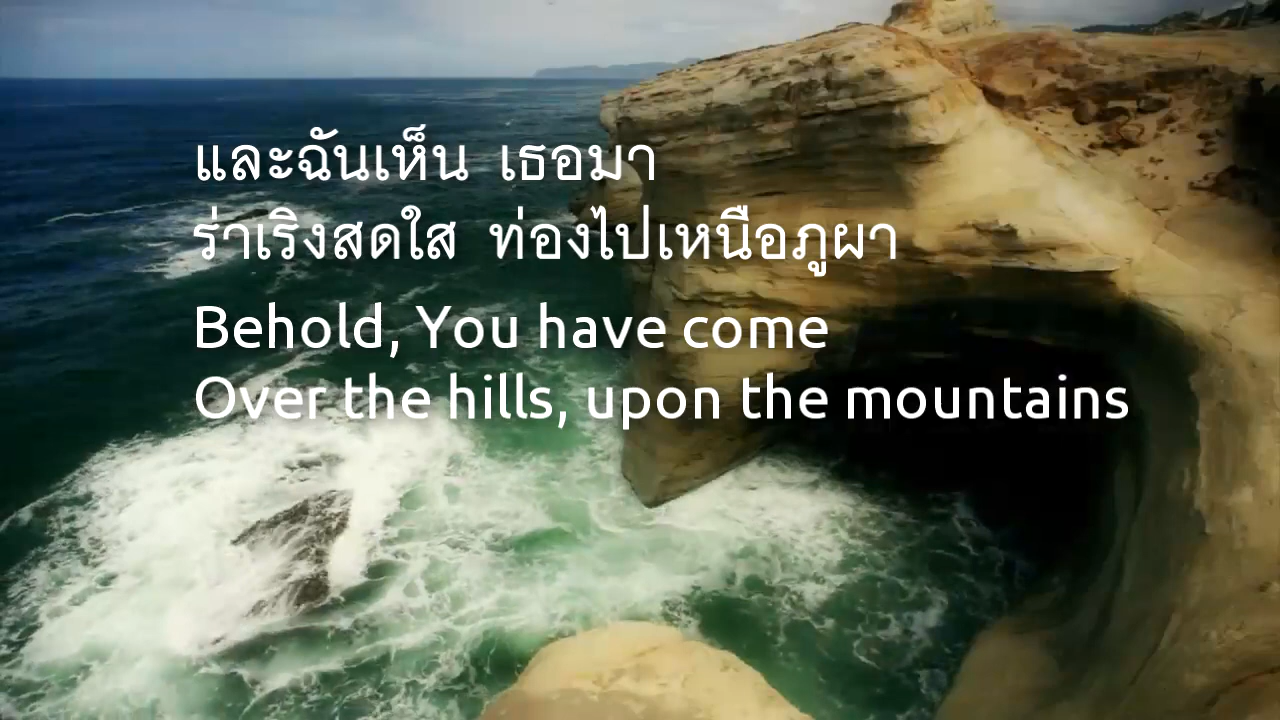 และฉันเห็น เธอมา
ร่าเริงสดใส ท่องไปเหนือภูผา
Behold, You have come
Over the hills, upon the mountains